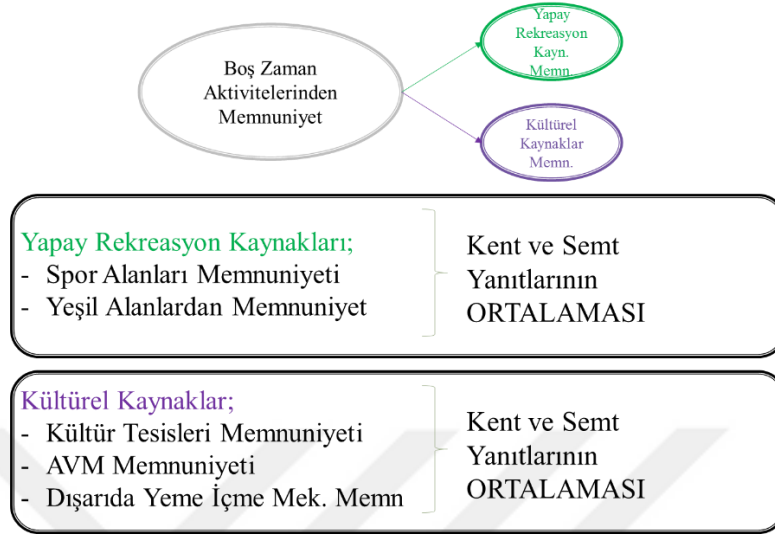 Boş Zaman
Aktivitelerinden
Memnuniyet
Yapay
Rekreasyon
Kayn.
Memn.
Kültürel
Kaynaklar
Memn.
Yapay Rekreasyon Kaynakları;
- Spor Alanları Memnuniyeti
- Yeşil Alanlardan Memnuniyet
Kent ve Semt
Yanıtlarının
ORTALAMASI
Kültürel Kaynaklar;
- Kültür Tesisleri Memnuniyeti
- AVM Memnuniyeti
- Dışarıda Yeme İçme Mek. Memn
Kent ve Semt
Yanıtlarının
ORTALAMASI